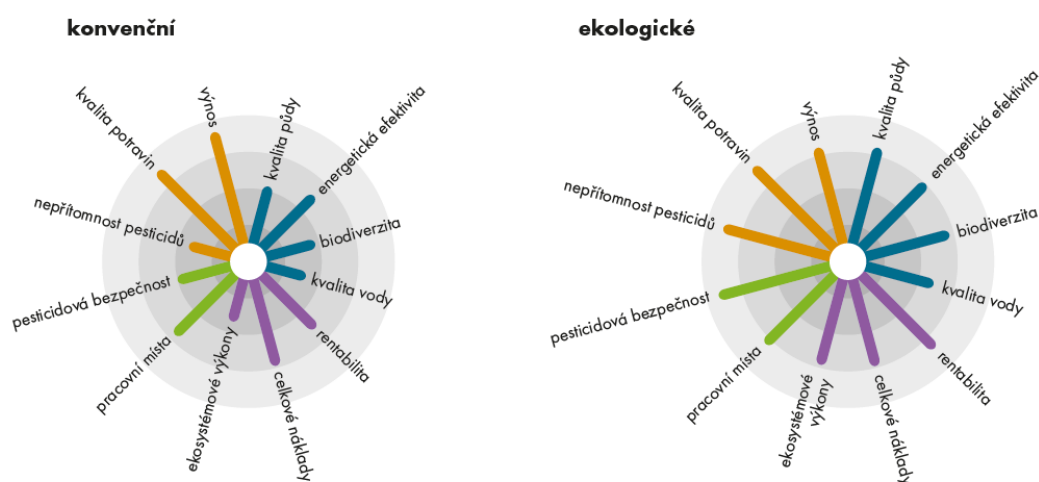 konvenční
výnos
kvalita půdy
energetická efektivita
biodiverzita
kvalita vody
rentabilita
celkové náklady
ekosystémové výkony
pracovní místa
pesticidová bezpečnost
nepřítomnost pesticidů
kvalita potravin
ekologické
výnos
kvalita půdy
energetická efektivita
biodiverzita
kvalita vody
rentabilita
celkové náklady
ekosystémové
výkony
pracovní místa
pesticidová bezpečnost
nepřítomnost pesticidů
kvalita potravin